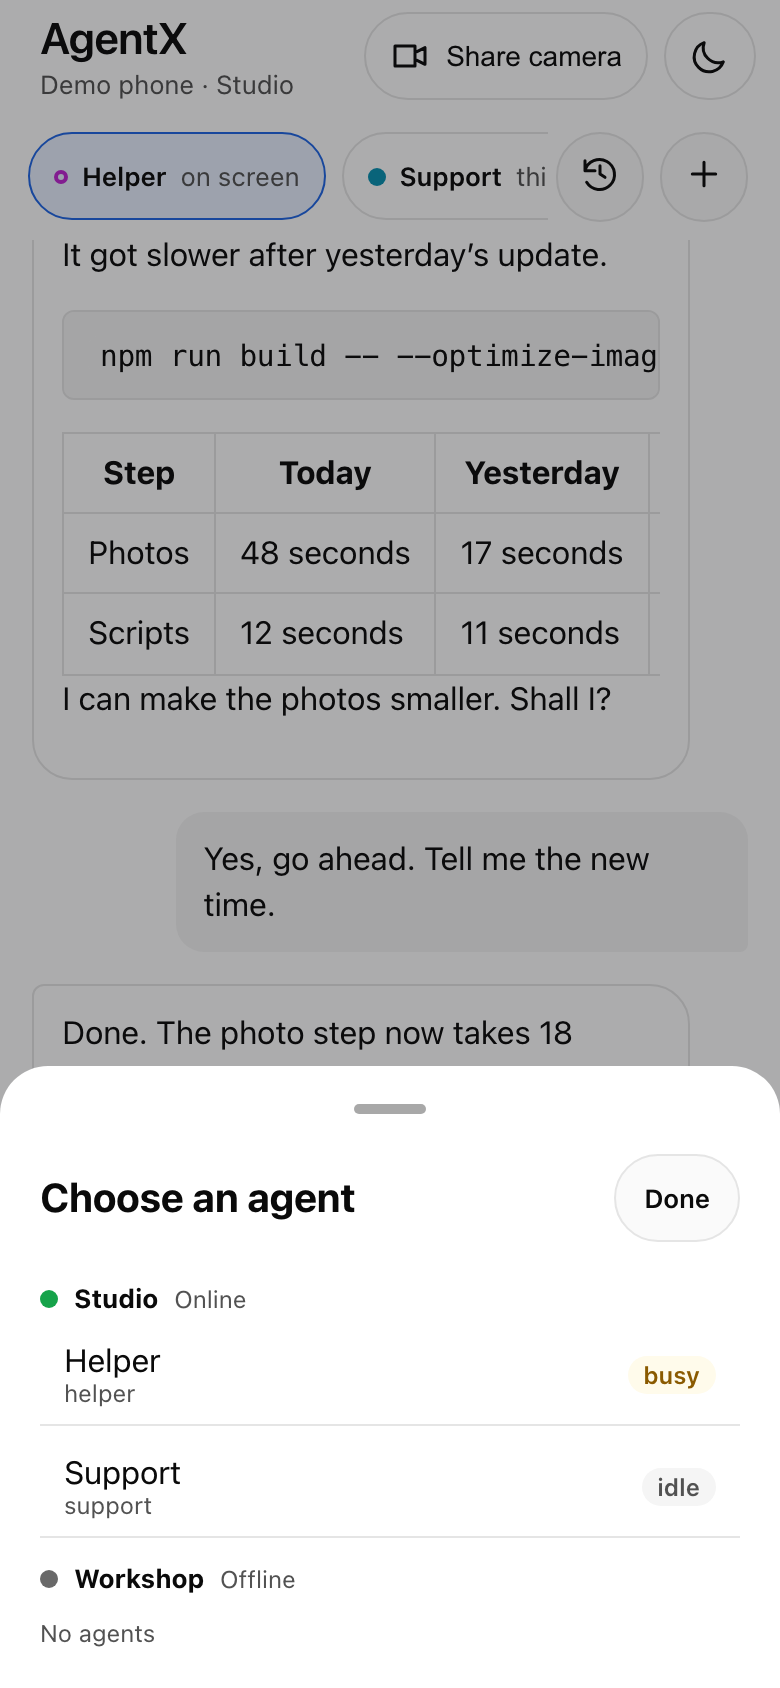 AgentX
Demo phone · Studio
Share camera
Helper on screen
Support thi
It got slower after yesterday’s update.
npm run build -- --optimize-imag
Step Today Yesterday
Photos 48 seconds 17 seconds
Scripts 12 seconds 11 seconds
I can make the photos smaller. Shall I?
Yes, go ahead. Tell me the new
time.
Done. The photo step now takes 18
Choose an agent
Done
Studio Online
Helper
helper
busy
Support
support
idle
Workshop Offline
No agents